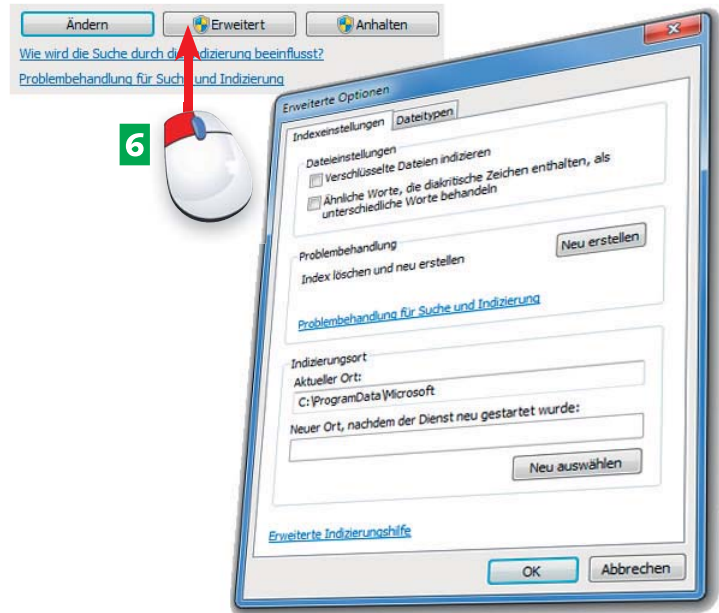 Ändern Erweitert Anhalten
Wie wird die Suche durch die Indizierung beeinflusst?
Problembehandlung für Suche und Indizierung
6
Erweiterte Optionen
Indexeinstellungen Dateitypen
Dateieinstellungen
Verschlüsselte Dateien indizieren
Ähnliche Worte, die diakritische Zeichen enthalten, als
unterschiedliche Worte behandeln
Problembehandlung
Index löschen und neu erstellen Neu erstellen
Problembehandlung für Suche und Indizierung
Indizierungsort
Aktueller Ort:
C:\ProgramData\Microsoft
Neuer Ort, nachdem der Dienst neu gestartet wurde:
Neu auswählen
Erweiterte Indizierungshilfe
OK Abbrechen